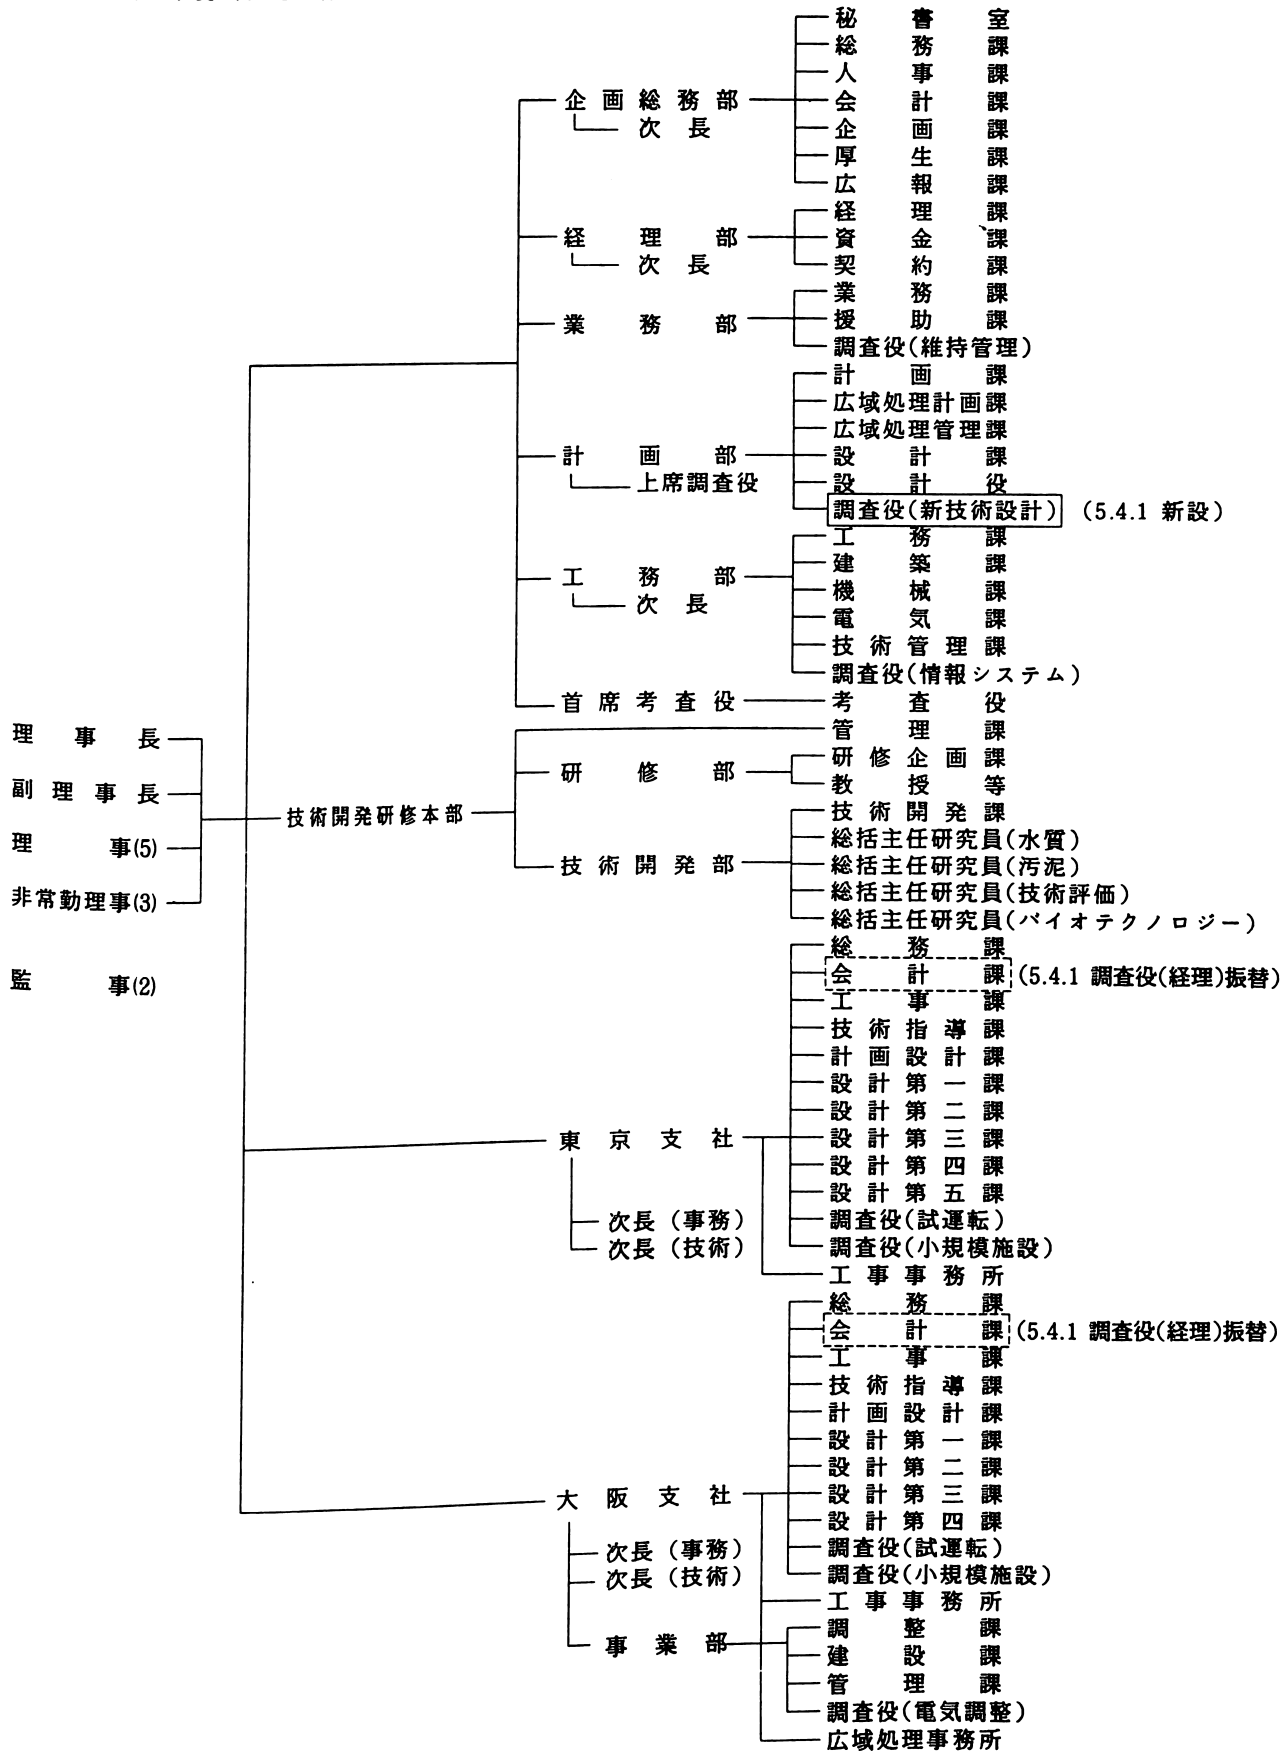 秘書室
総務課
人事課
企画総務部 会計課
次長 企画課
厚生課
広報課
経理課
経理部 資金課
次長 契約課
業務課
業務部 援助課
調査役(維持管理)
計画課
広域処理計画課
広域処理管理課
計画部 設計課
上席調査役 設計役
調査役(新技術設計) (5.4.1 新設)
工務課
建築課
工務部 機械課
次長 電気課
技術管理課
調査役(情報システム)
首席考査役 考査役
管理課
理事長
研修企画課
研修部
教授等
副理事長
技術開発研修本部 技術開発課
総括主任研究員(水質)
理事(5)
技術開発部 総括主任研究員(汚泥)
総括主任研究員(技術評価)
非常勤理事(3)
総括主任研究員(バイオテクノロジー)
総務課
監事(2) 会計課 (5.4.1 調査役(経理)振替)
工事課
技術指導課
計画設計課
設計第一課
設計第二課
東京支社 設計第三課
設計第四課
設計第五課
次長(事務) 調査役(試運転)
次長(技術) 調査役(小規模施設)
工事事務所
総務課
会計課 (5.4.1 調査役(経理)振替)
工事課
技術指導課
計画設計課
設計第一課
設計第二課
大阪支社 設計第三課
設計第四課
次長(事務) 調査役(試運転)
次長(技術) 調査役(小規模施設)
工事事務所
調整課
事業部 建設課
管理課
調査役(電気調整)
広域処理事務所